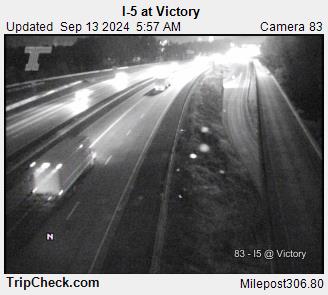 I-5 at Victory
Updated Sep 13 2024 5:57 AM Camera 83
T
N
83 - I5 @ Victory
TripCheck.com Milepost306.80